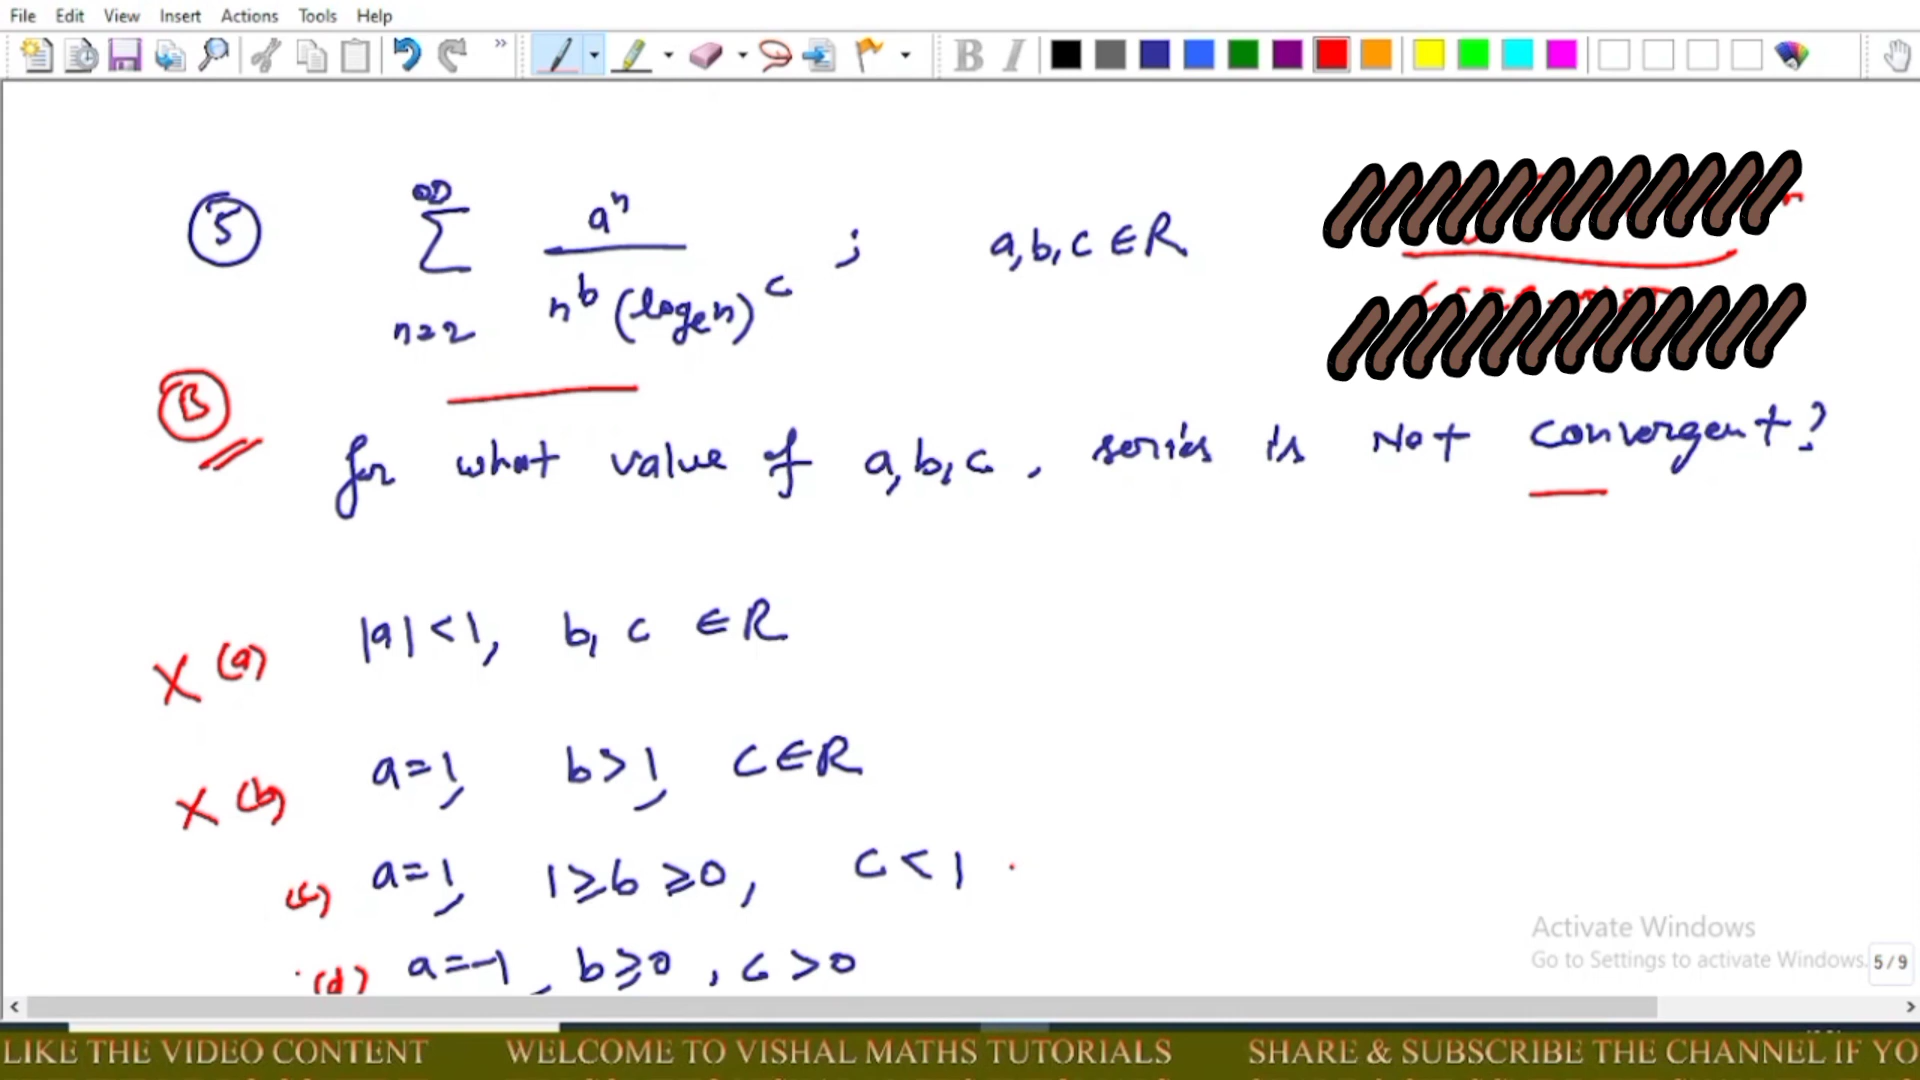 File Edit View Insert Actions Tools Help
B I
5 ∞ ∑ n=2 aⁿ / n^b (logₑn)^c ; a,b,c ∈ R
B
for what value of a,b,c, series is Not convergent?
X (a) |a| < 1, b, c ∈ R
X (b) a=1, b>1, c∈R
(c) a=1, 1≥b≥0, c < 1
(d) a=-1, b≥0, c>0
Activate Windows
Go to Settings to activate Windows.
5 / 9
LIKE THE VIDEO CONTENT WELCOME TO VISHAL MATHS TUTORIALS SHARE & SUBSCRIBE THE CHANNEL IF YO